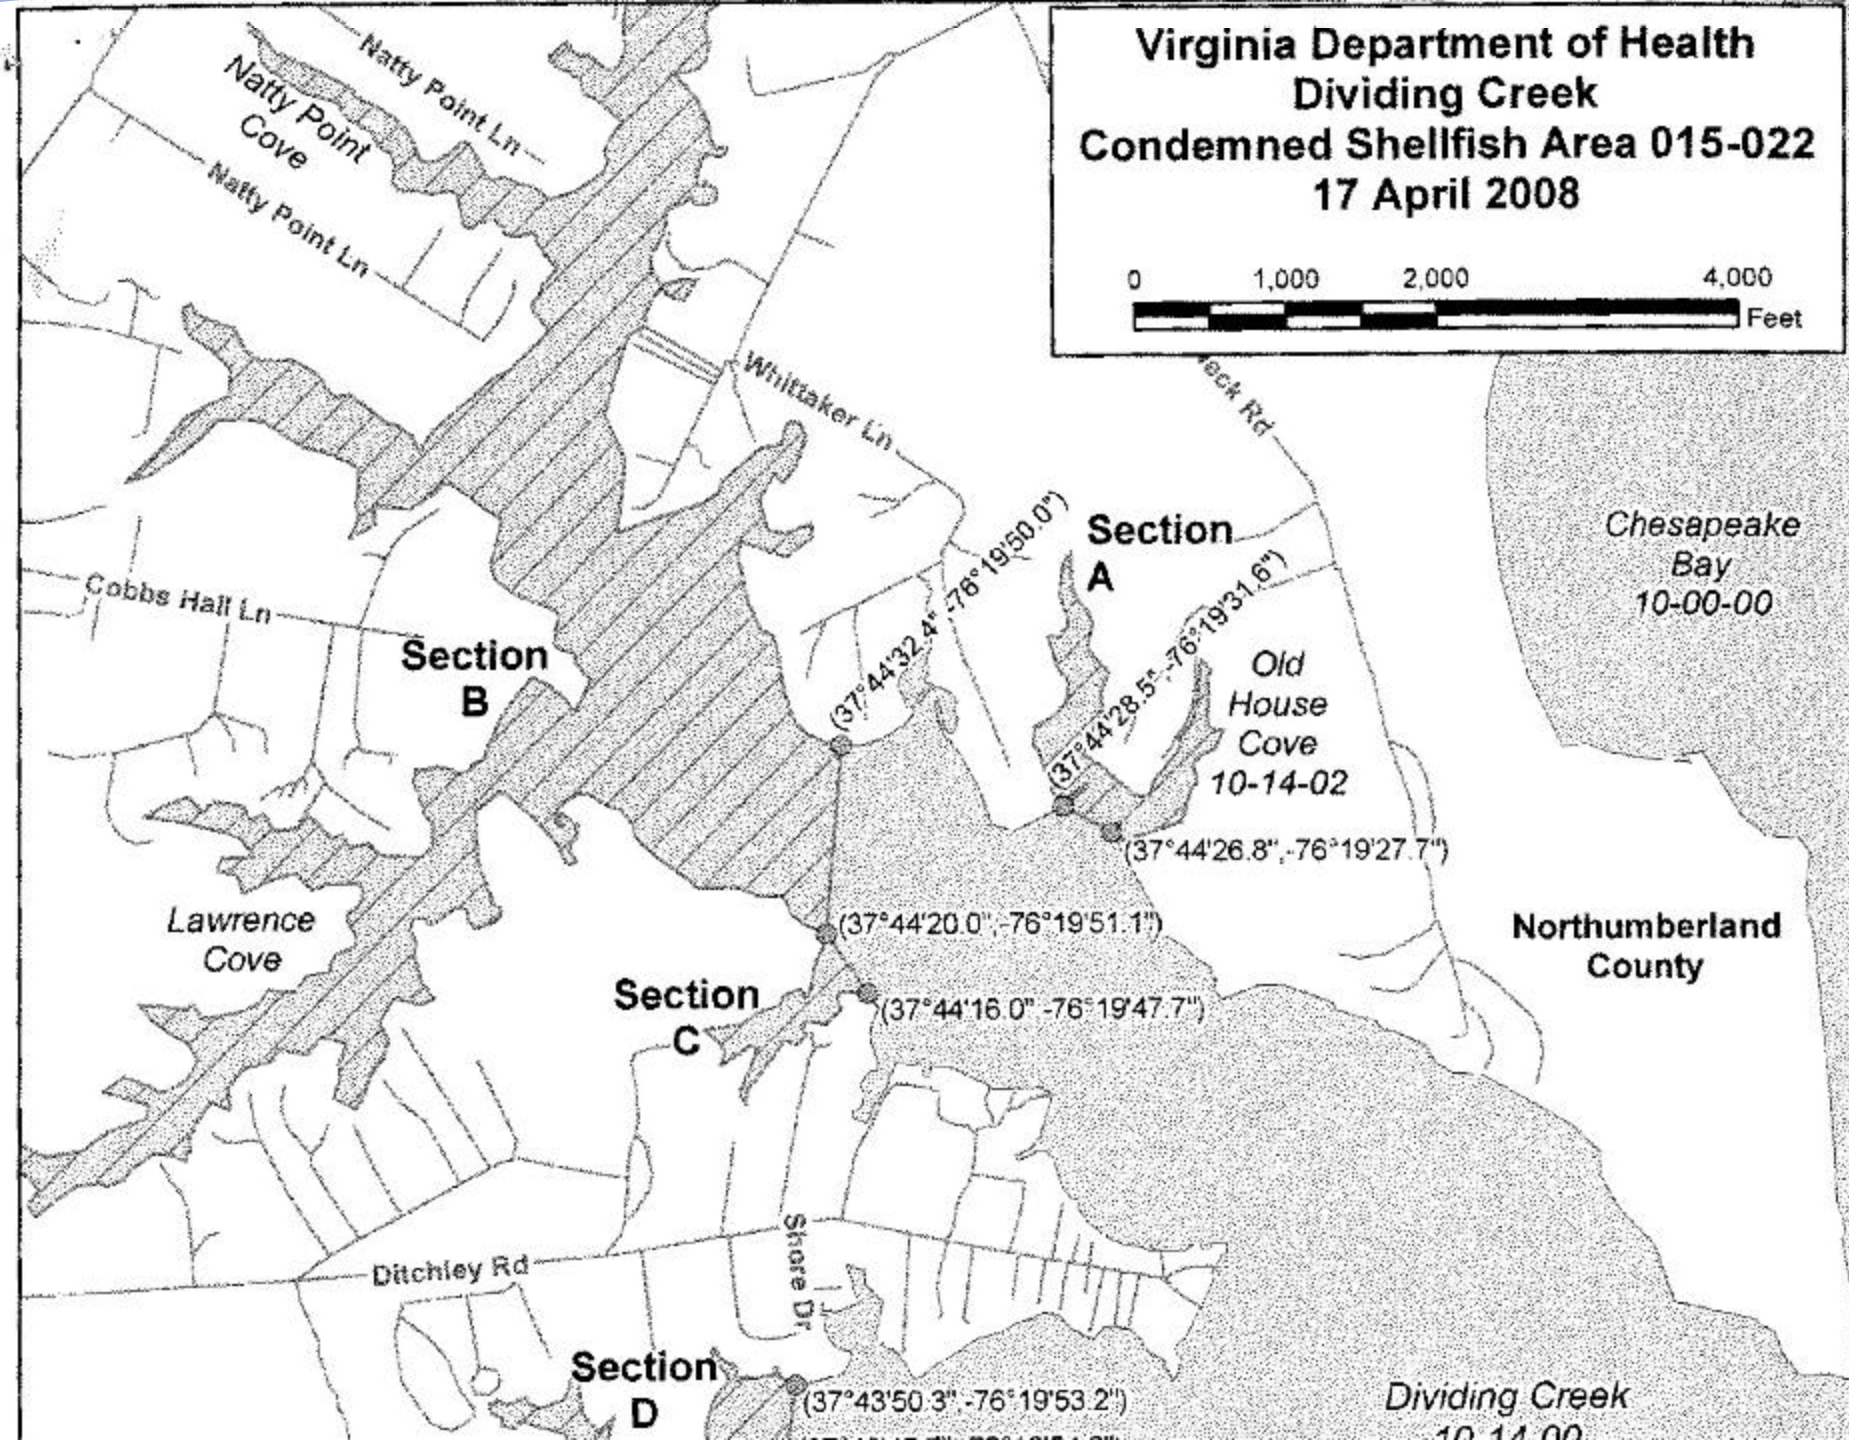 Virginia Department of Health
Dividing Creek
Condemned Shellfish Area 015-022
17 April 2008
0 1,000 2,000 4,000
Feet
Natty Point Ln
Natty Point
Cove
Natty Point Ln
Whittaker Ln
Rd
Chesapeake
Bay
10-00-00
Section
A
(37°44'32.4" -76°19'50.0")
(37°44'28.5",-76°19'31.6")
Cobbs Hall Ln
Section
B
Old
House
Cove
10-14-02
(37°44'26.8",-76°19'27.7")
Lawrence
Cove
(37°44'20.0",-76°19'51.1")
Northumberland
County
Section
C
(37°44'16.0" -76°19'47.7")
Shore Dr
Ditchley Rd
Section
D
(37°43'50.3",-76°19'53.2")
Dividing Creek
10-14-00